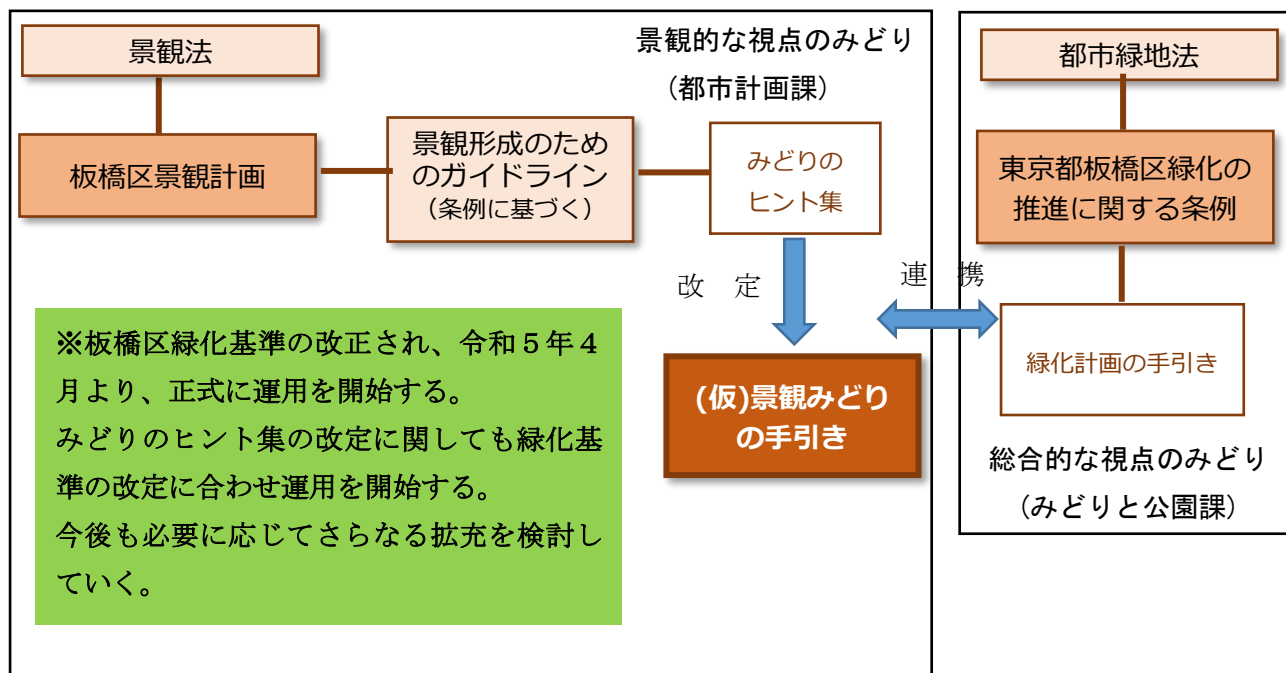 景観法
景観的な視点のみどり
（都市計画課）
板橋区景観計画
景観形成のため
のガイドライン
（条例に基づく）
みどりの
ヒント集
改　定
連　携
(仮)景観みどり
の手引き
※板橋区緑化基準の改正され、令和５年４
月より、正式に運用を開始する。
みどりのヒント集の改定に関しても緑化基
準の改定に合わせ運用を開始する。
今後も必要に応じてさらなる拡充を検討し
ていく。
都市緑地法
東京都板橋区緑化の
推進に関する条例
緑化計画の手引き
総合的な視点のみどり
（みどりと公園課）